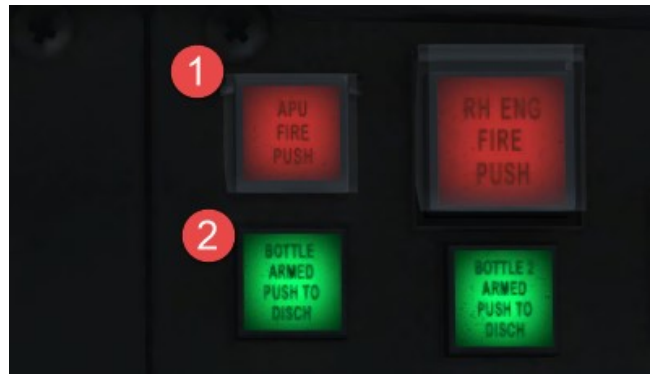 1
APU
FIRE
PUSH
RH ENG
FIRE
PUSH
2
BOTTLE
ARMED
PUSH TO
DISCH
BOTTLE 2
ARMED
PUSH TO
DISCH